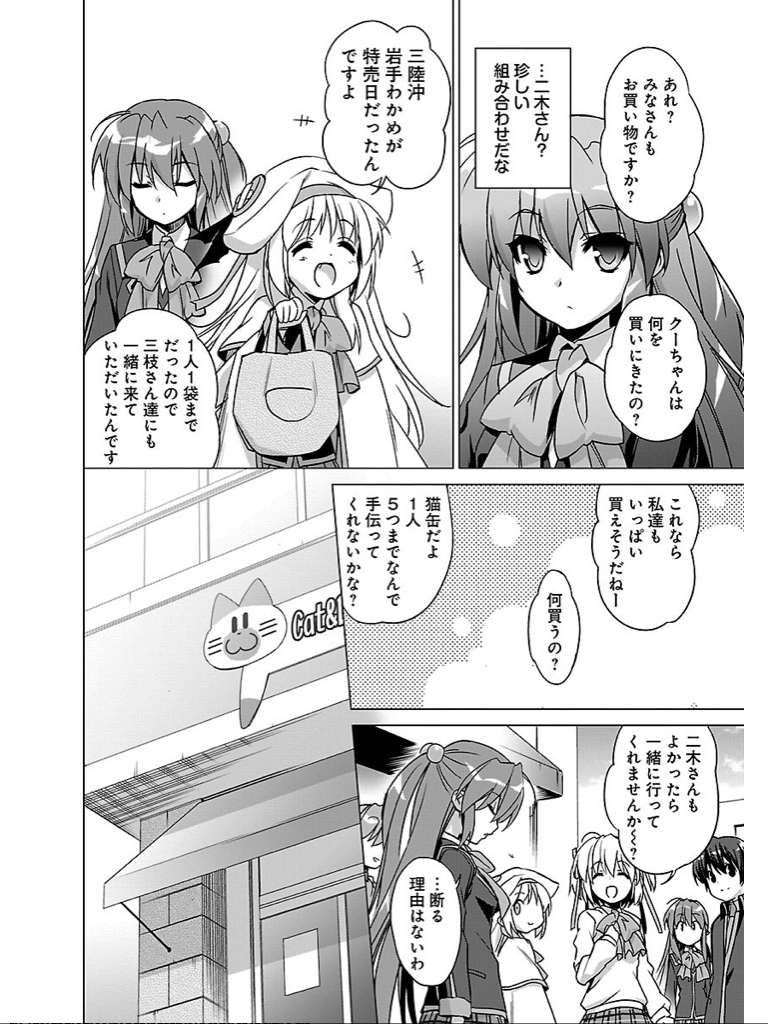 あれ？
みなさんも
お買い物ですか？
…二木さん？
珍しい
組み合わせだな
クーちゃんは
何を
買いにきたの？
三陸沖
岩手わかめが
特売日だったん
ですよ
1人1袋まで
だったので
三枝さん達にも
一緒に来て
いただいたんです
これなら
私達も
いっぱい
買えそうだねー
何買うの？
猫缶だよ
1人
5つまでなんで
手伝って
くれないかな？
Cat&
二木さんも
よかったら
一緒に行って
くれませんか～？
…断る
理由はないわ